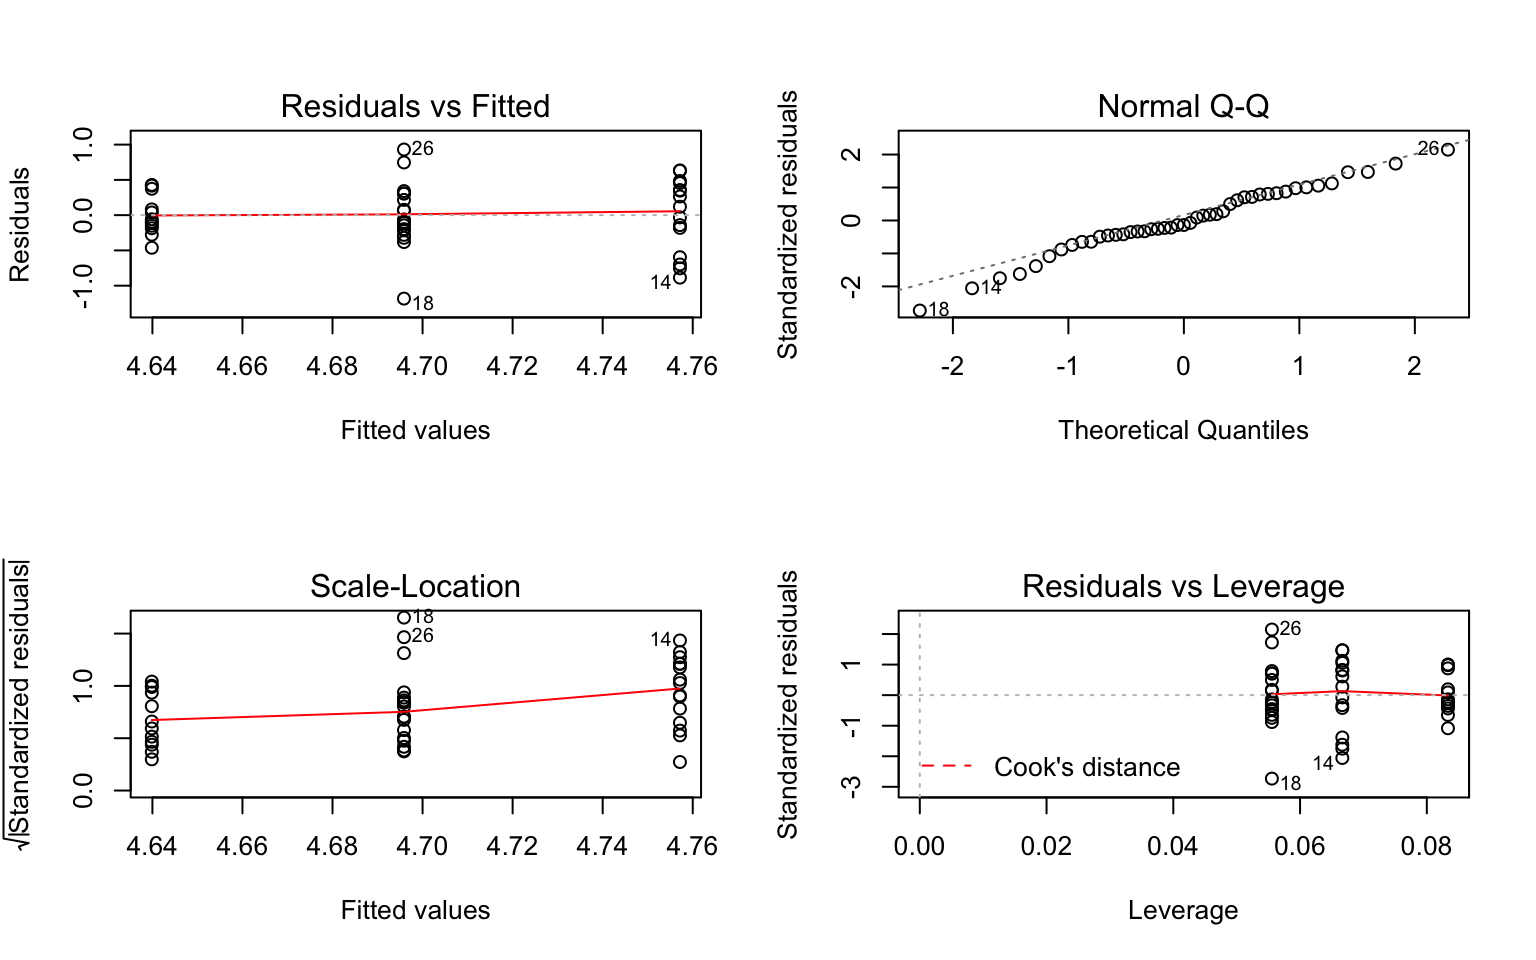 Residuals vs Fitted
Residuals
1.0
0.0
-1.0
26
14
18
4.64 4.66 4.68 4.70 4.72 4.74 4.76
Fitted values
Normal Q-Q
Standardized residuals
2
0
-2
26
14
18
-2 -1 0 1 2
Theoretical Quantiles
Scale-Location
√|Standardized residuals|
1.0
0.0
18
26
14
4.64 4.66 4.68 4.70 4.72 4.74 4.76
Fitted values
Residuals vs Leverage
Standardized residuals
1
-1
-3
26
14
18
Cook's distance
0.00 0.02 0.04 0.06 0.08
Leverage